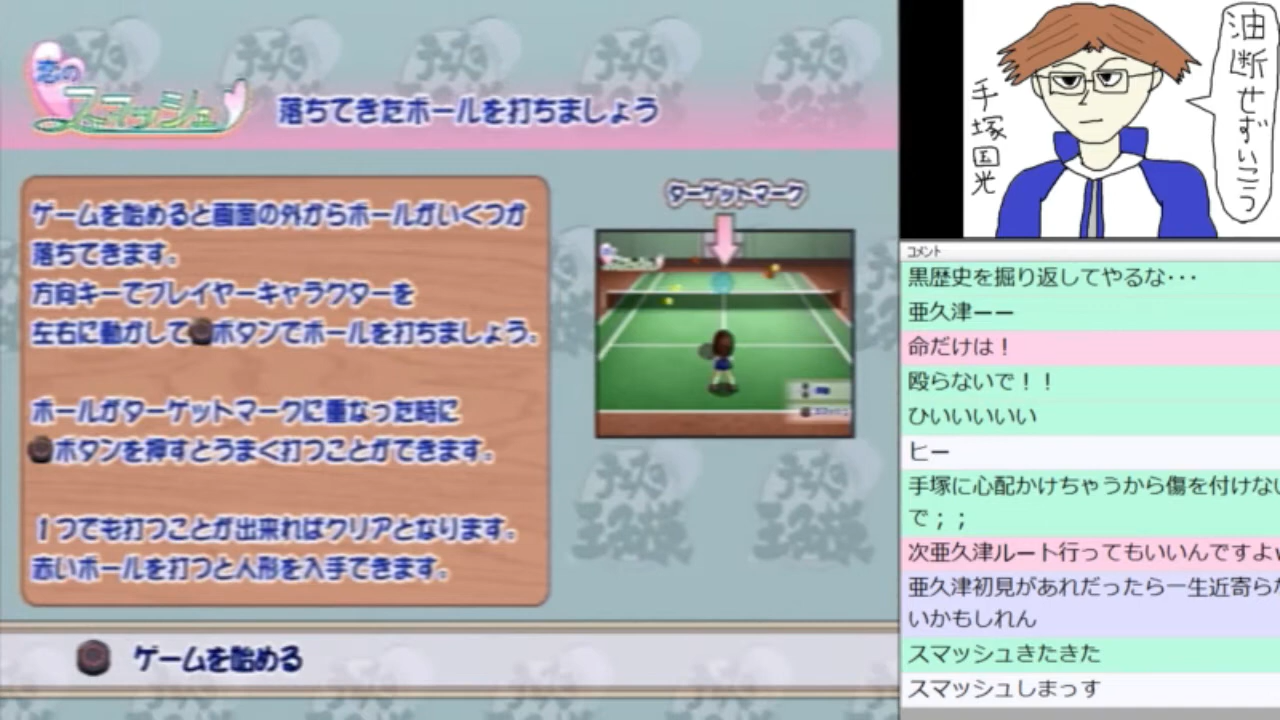 恋の
スマッシュ
落ちてきたボールを打ちましょう
ゲームを始めると画面の外からボールがいくつか
落ちてきます。
方向キーでプレイヤーキャラクターを
左右に動かして ボタンでボールを打ちましょう。
ボールがターゲットマークに重なった時に
ボタンを押すとうまく打つことができます。
1つでも打つことが出来ればクリアとなります。
赤いボールを打つと人形を入手できます。
ターゲットマーク
ゲームを始める
油断せずいこう
手塚国光
コメント
黒歴史を掘り返してやるな･･･
亜久津ーー
命だけは！
殴らないで！！
ひいいいいい
ヒー
手塚に心配かけちゃうから傷を付けない
で；；
次亜久津ルート行ってもいいんですよw
亜久津初見があれだったら一生近寄らな
いかもしれん
スマッシュきたきた
スマッシュしまっす